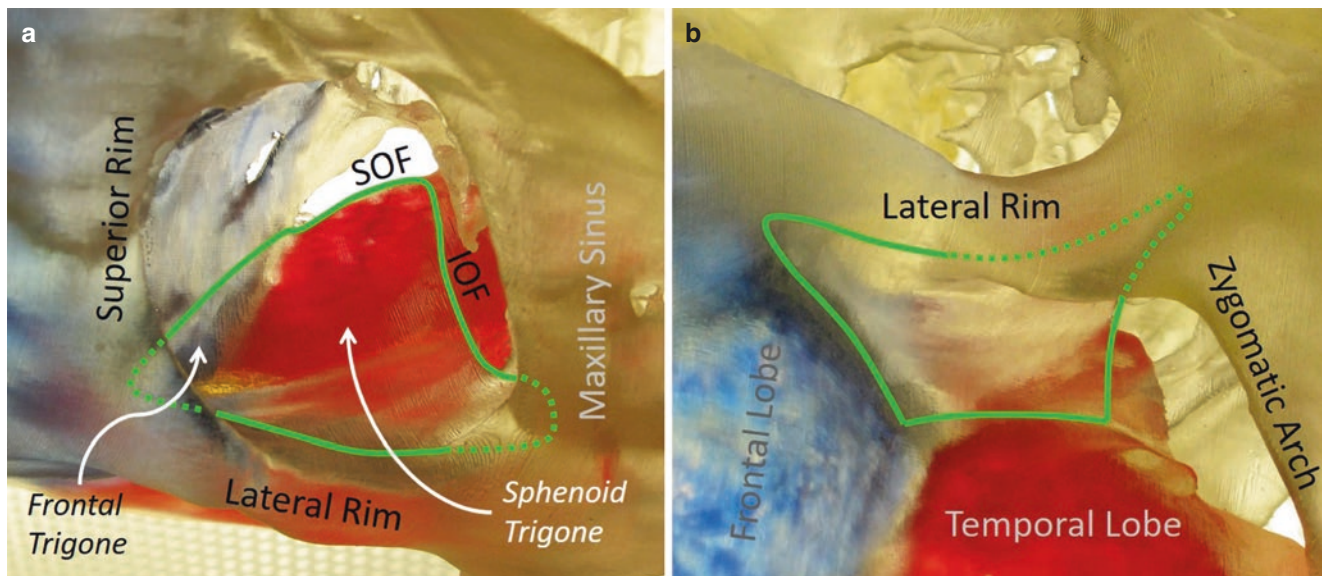 a
Superior Rim
SOF
IOF
Maxillary Sinus
Lateral Rim
Frontal
Trigone
Sphenoid
Trigone
b
Lateral Rim
Zygomatic Arch
Frontal Lobe
Temporal Lobe